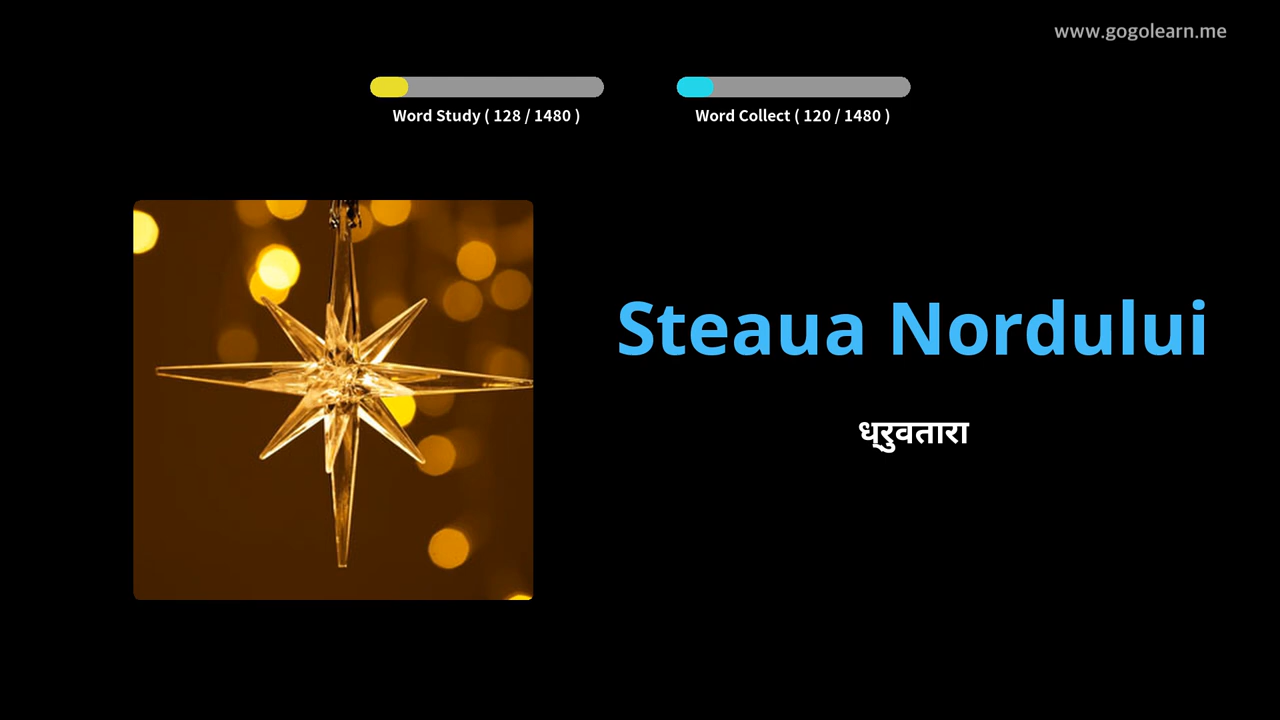 www.gogolearn.me
Word Study ( 128 / 1480 )
Word Collect ( 120 / 1480 )
Steaua Nordului
ध्रुवतारा